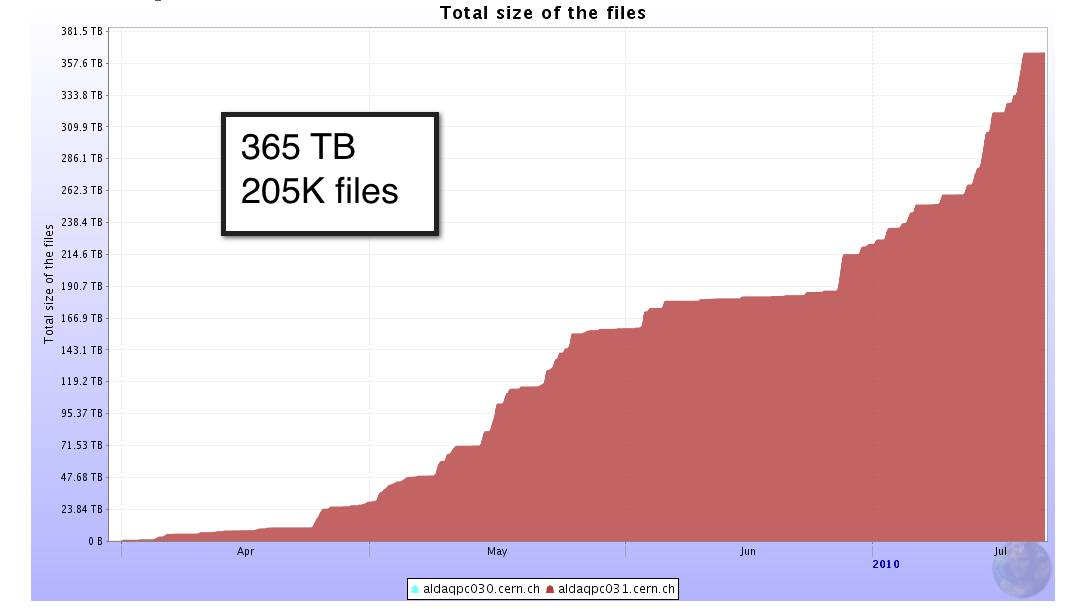 Total size of the files
381.5 TB
357.6 TB
333.8 TB
309.9 TB
286.1 TB
262.3 TB
238.4 TB
214.6 TB
190.7 TB
166.9 TB
143.1 TB
119.2 TB
95.37 TB
71.53 TB
47.68 TB
23.84 TB
0 B
Total size of the files
365 TB
205K files
Apr May Jun Jul
2010
aldaqpc030.cern.ch aldaqpc031.cern.ch